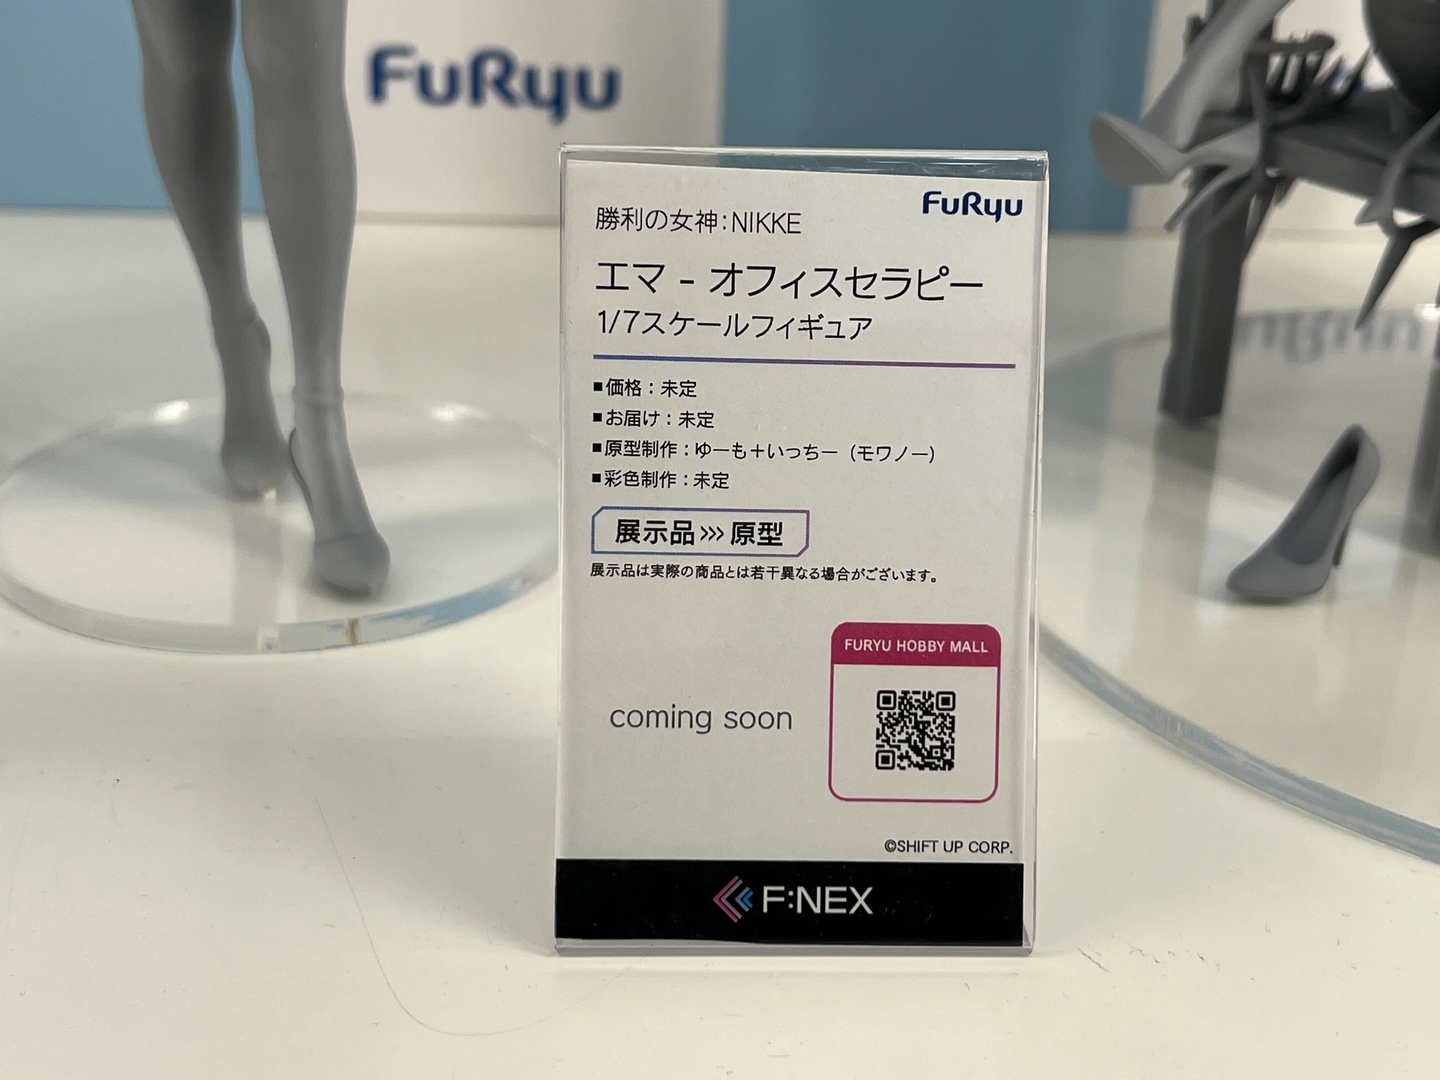 FuRyu
FuRyu
勝利の女神：NIKKE
エマ - オフィスセラピー
1/7スケールフィギュア
■価格：未定
■お届け：未定
■原型制作：ゆーも＋いっちー（モワノー）
■彩色制作：未定
展示品>>>原型
展示品は実際の商品とは若干異なる場合がございます。
FURYU HOBBY MALL
coming soon
©SHIFT UP CORP.
F:NEX